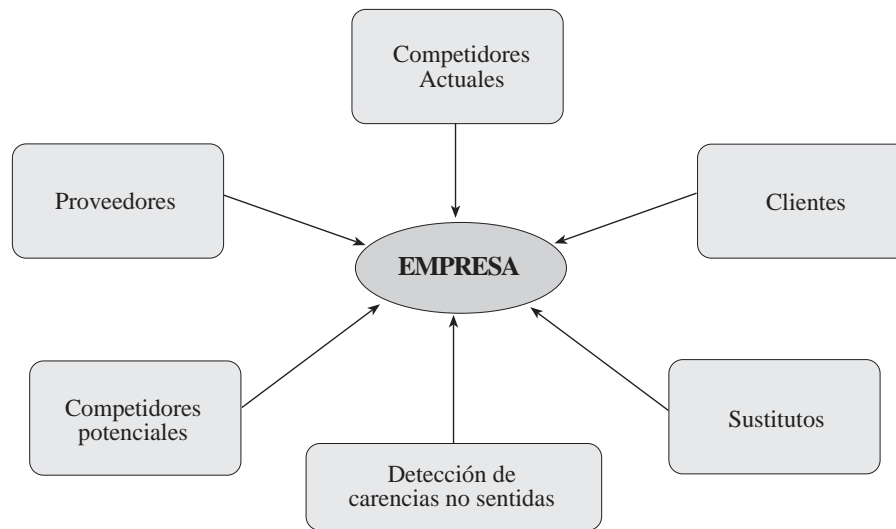 Competidores
Actuales
Proveedores
Clientes
EMPRESA
Competidores
potenciales
Sustitutos
Detección de
carencias no sentidas